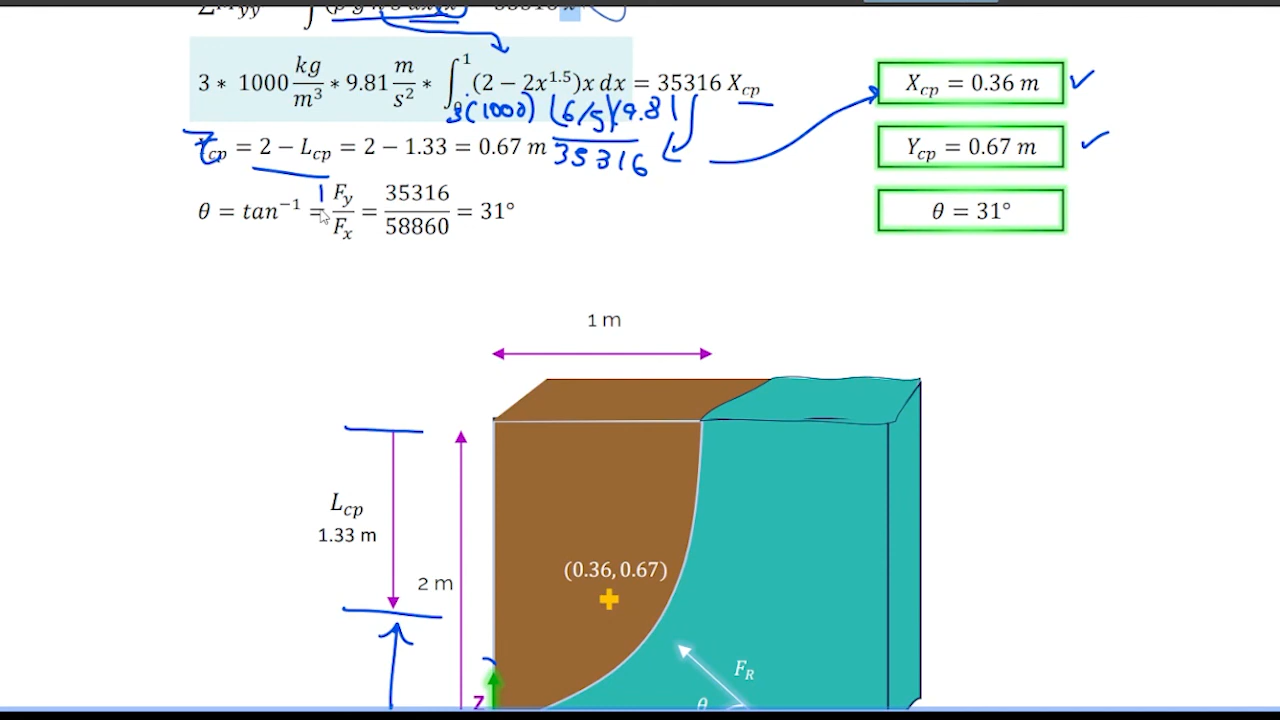 3 * 1000 kg/m³ * 9.81 m/s² * ∫₀¹ (2 − 2x^1.5)x dx = 35316 X_cp
X_cp = 0.36 m ✓
3(1000) (6/5)(9.81
35316
Y_cp = 2 − L_cp = 2 − 1.33 = 0.67 m
Y_cp = 0.67 m ✓
θ = tan⁻¹ = F_y/F_x = 35316/58860 = 31°
θ = 31°
1 m
L_cp
1.33 m
2 m
(0.36, 0.67)
F_R
θ
Z